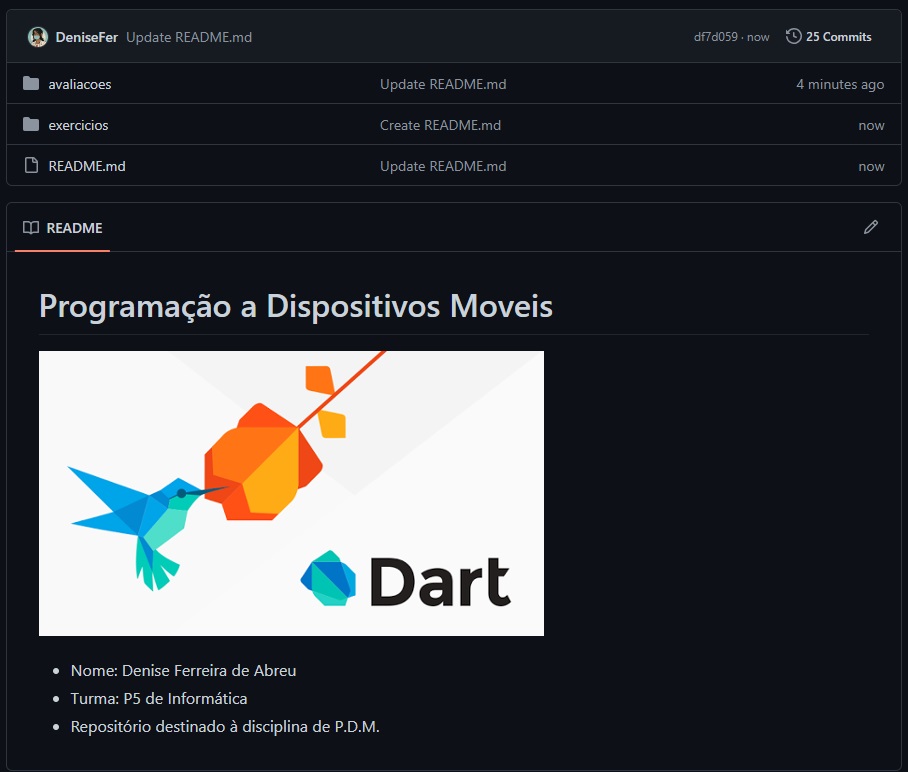 DeniseFer Update README.md df7d059 · now 25 Commits
avaliacoes Update README.md 4 minutes ago
exercicios Create README.md now
README.md Update README.md now
README
Programação a Dispositivos Moveis
Dart
Nome: Denise Ferreira de Abreu
Turma: P5 de Informática
Repositório destinado à disciplina de P.D.M.